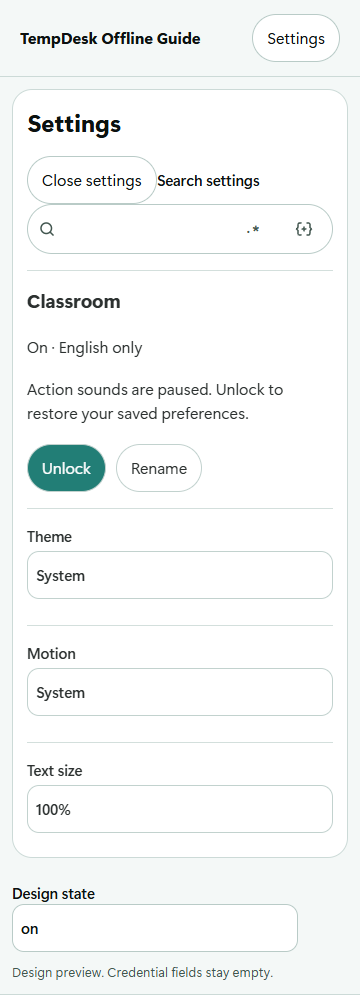 TempDesk Offline Guide
Settings
Settings
Close settings
Search settings
.*
{+}
Classroom
On · English only
Action sounds are paused. Unlock to
restore your saved preferences.
Unlock
Rename
Theme
System
Motion
System
Text size
100%
Design state
on
Design preview. Credential fields stay empty.